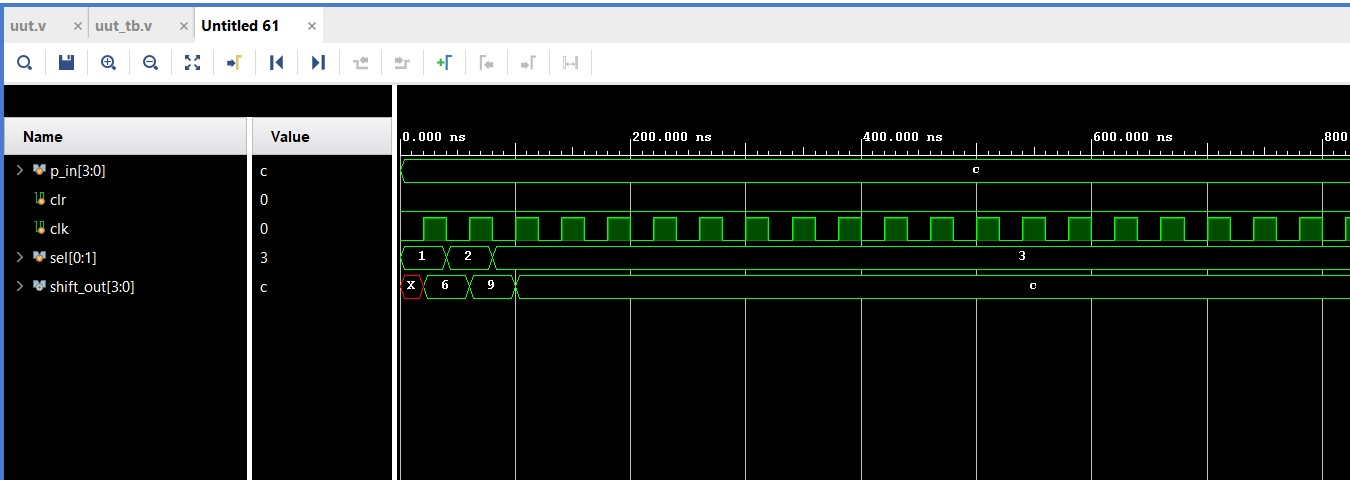 uut.v × uut_tb.v × Untitled 61 ×
Name Value 0.000 ns 200.000 ns 400.000 ns 600.000 ns 800
p_in[3:0] c c
clr 0
clk 0
sel[0:1] 3 1 2 3
shift_out[3:0] c X 6 9 c